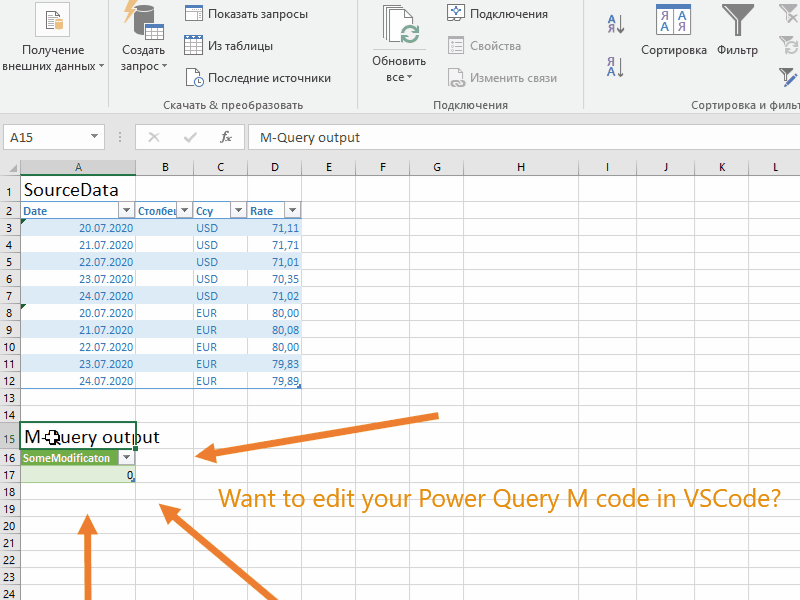 Получение
внешних данных
Создать
запрос
Показать запросы
Из таблицы
Последние источники
Скачать & преобразовать
Обновить
все
Подключения
Свойства
Изменить связи
Подключения
Я
А
А
Я
Я
А
Я
А
А
Я
Сортировка
Фильтр
Сортировка и фильт
A15
fx
M-Query output
A B C D E F G H I J K L
1 SourceData
2 Date Столбец Ccy Rate
3 20.07.2020 USD 71,11
4 21.07.2020 USD 71,71
5 22.07.2020 USD 71,01
6 23.07.2020 USD 70,35
7 24.07.2020 USD 71,02
8 20.07.2020 EUR 80,00
9 21.07.2020 EUR 80,08
10 22.07.2020 EUR 80,00
11 23.07.2020 EUR 79,83
12 24.07.2020 EUR 79,89
13
14
15 M-Query output
16 SomeModificaton
17 0
18
Want to edit your Power Query M code in VSCode?
19
20
21
22
23
24